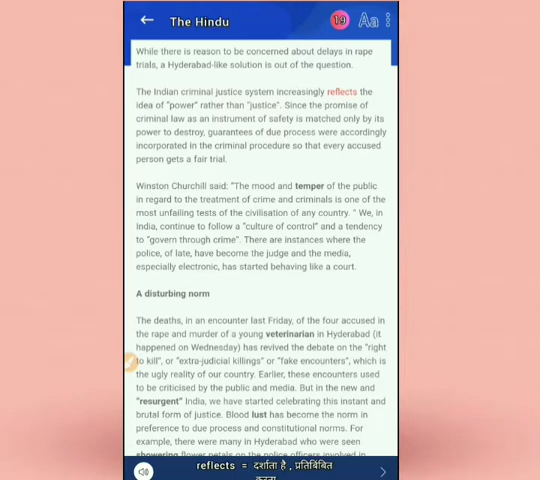 The Hindu
19
Aa
While there is reason to be concerned about delays in rape
trials, a Hyderabad-like solution is out of the question.
The Indian criminal justice system increasingly reflects the
idea of "power" rather than "justice". Since the promise of
criminal law as an instrument of safety is matched only by its
power to destroy, guarantees of due process were accordingly
incorporated in the criminal procedure so that every accused
person gets a fair trial.
Winston Churchill said: "The mood and temper of the public
in regard to the treatment of crime and criminals is one of the
most unfailing tests of the civilisation of any country. " We, in
India, continue to follow a "culture of control" and a tendency
to "govern through crime". There are instances where the
police, of late, have become the judge and the media,
especially electronic, has started behaving like a court.
A disturbing norm
The deaths, in an encounter last Friday, of the four accused in
the rape and murder of a young veterinarian in Hyderabad (it
happened on Wednesday) has revived the debate on the "right
to kill", or "extra-judicial killings" or "fake encounters", which is
the ugly reality of our country. Earlier, these encounters used
to be criticised by the public and media. But in the new and
"resurgent" India, we have started celebrating this instant and
brutal form of justice. Blood lust has become the norm in
preference to due process and constitutional norms. For
example, there were many in Hyderabad who were seen
showering flower petals on the police officers involved in
reflects = दर्शाता है , प्रतिबिंबित
करना